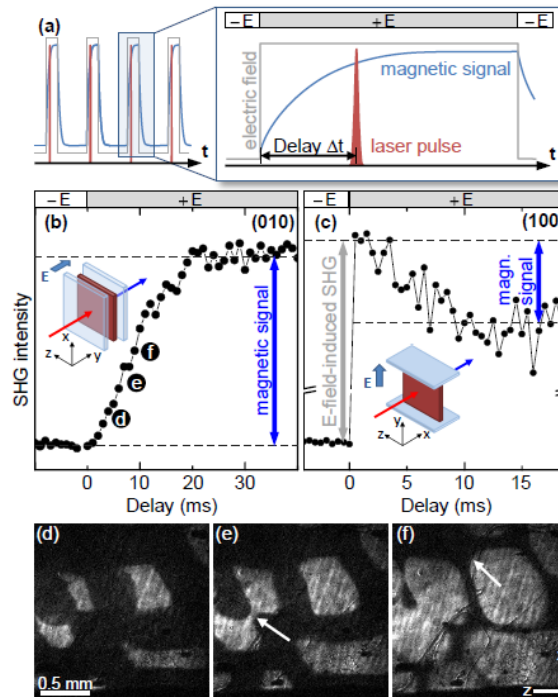 (a)
−E
+E
−E
electric field
magnetic signal
Delay Δt
laser pulse
t
t
−E
+E
(b)
(010)
E
x
z
y
f
e
d
magnetic signal
SHG intensity
0
10
20
30
Delay (ms)
−E
+E
(c)
(100
E-field-induced SHG
magn.
signal
E
y
z
x
0
5
10
15
Delay (ms)
(d)
0.5 mm
(e)
(f)
z